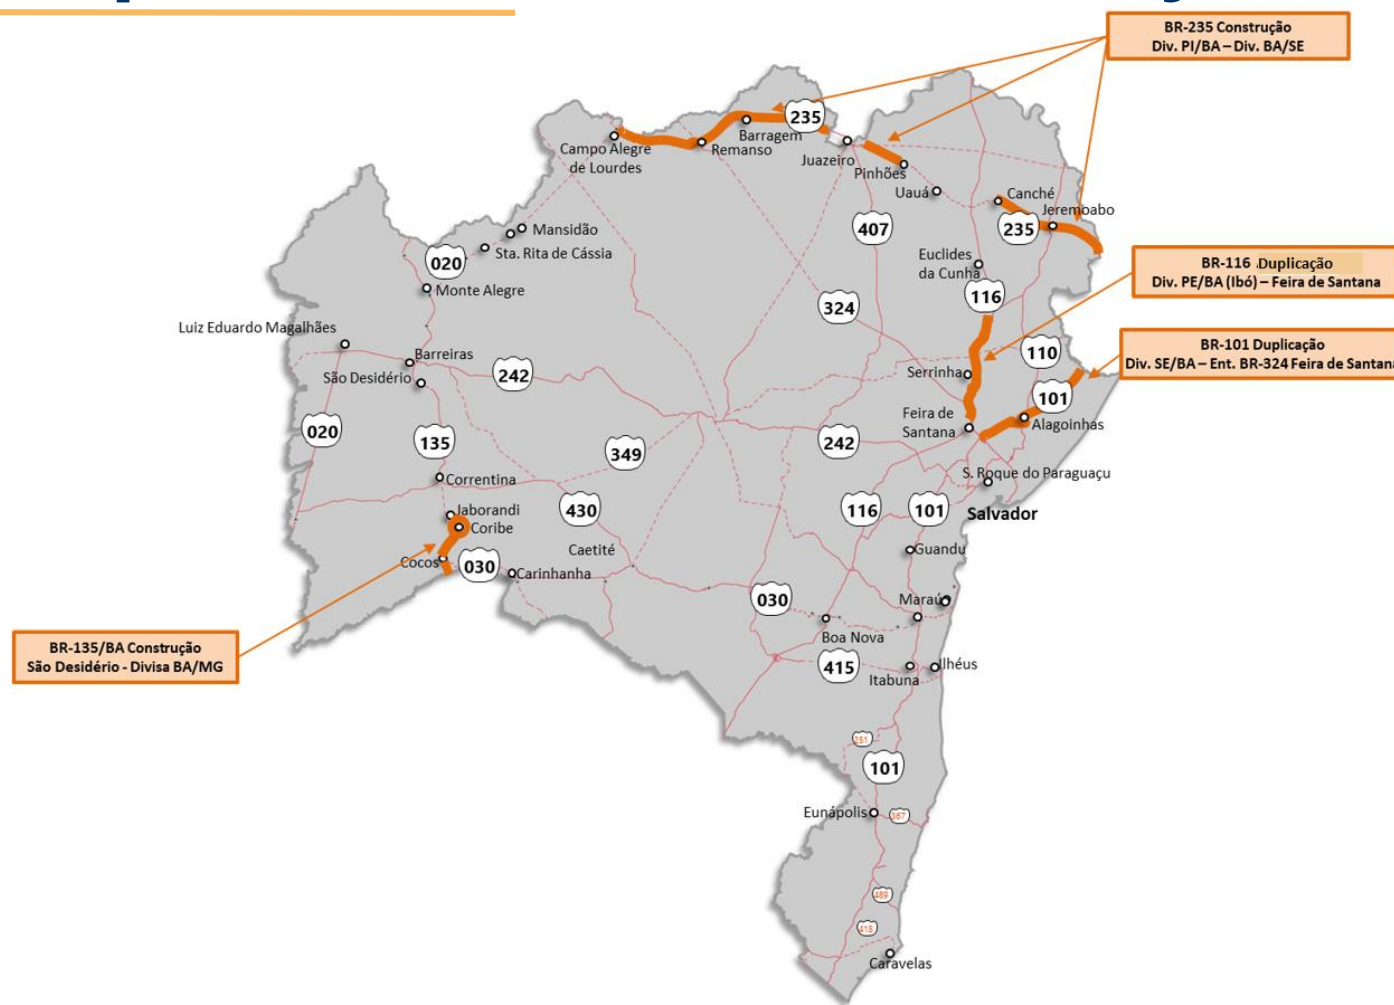 BR-235 Construção
Div. PI/BA – Div. BA/SE
235
Barragem
Campo Alegre
de Lourdes
Remanso
Juazeiro
Pinhões
Uauá
Canché
Jeremoabo
235
407
Mansidão
Sta. Rita de Cássia
020
Monte Alegre
Euclides
da Cunha
116
BR-116 Duplicação
Div. PE/BA (Ibó) – Feira de Santana
324
Luiz Eduardo Magalhães
Barreiras
São Desidério
242
110
BR-101 Duplicação
Div. SE/BA – Ent. BR-324 Feira de Santana
Serrinha
101
Feira de
Santana
Alagoinhas
020
135
349
242
Correntina
S. Roque do Paraguaçu
430
116
101
Salvador
Jaborandi
Coribe
Caetité
Guandu
Cocos
030
Carinhanha
030
Maraú
Boa Nova
BR-135/BA Construção
São Desidério - Divisa BA/MG
415
Itabuna
Ilhéus
251
101
Eunápolis
367
489
418
Caravelas